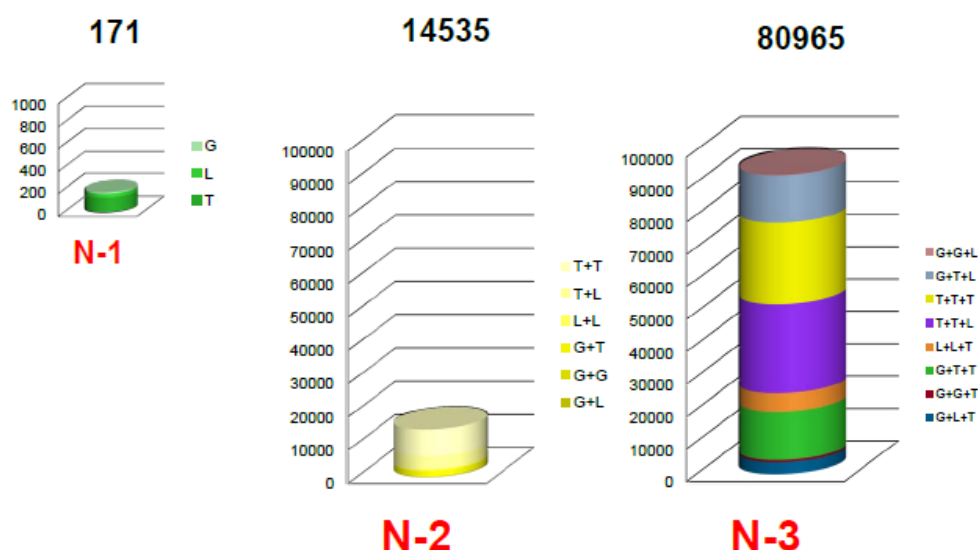 171
1000
800
600
400
200
0
G
L
T
N-1
14535
100000
90000
80000
70000
60000
50000
40000
30000
20000
10000
0
T+T
T+L
L+L
G+T
G+G
G+L
N-2
80965
100000
90000
80000
70000
60000
50000
40000
30000
20000
10000
0
G+G+L
G+T+L
T+T+T
T+T+L
L+L+T
G+T+T
G+G+T
G+L+T
N-3